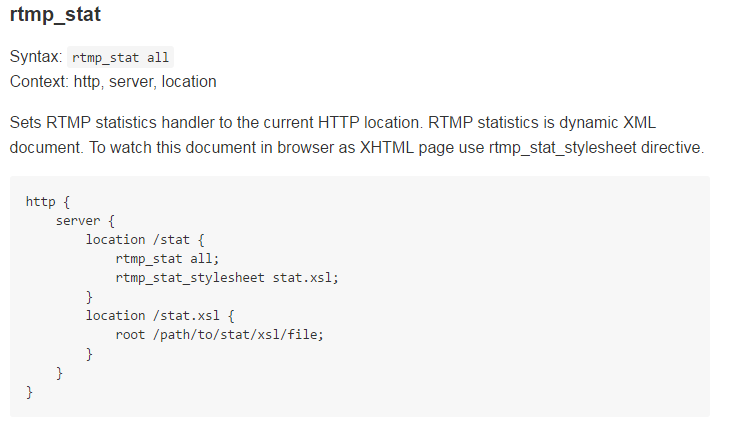 rtmp_stat
Syntax: rtmp_stat all
Context: http, server, location
Sets RTMP statistics handler to the current HTTP location. RTMP statistics is dynamic XML
document. To watch this document in browser as XHTML page use rtmp_stat_stylesheet directive.
http {
    server {
        location /stat {
            rtmp_stat all;
            rtmp_stat_stylesheet stat.xsl;
        }
        location /stat.xsl {
            root /path/to/stat/xsl/file;
        }
    }
}